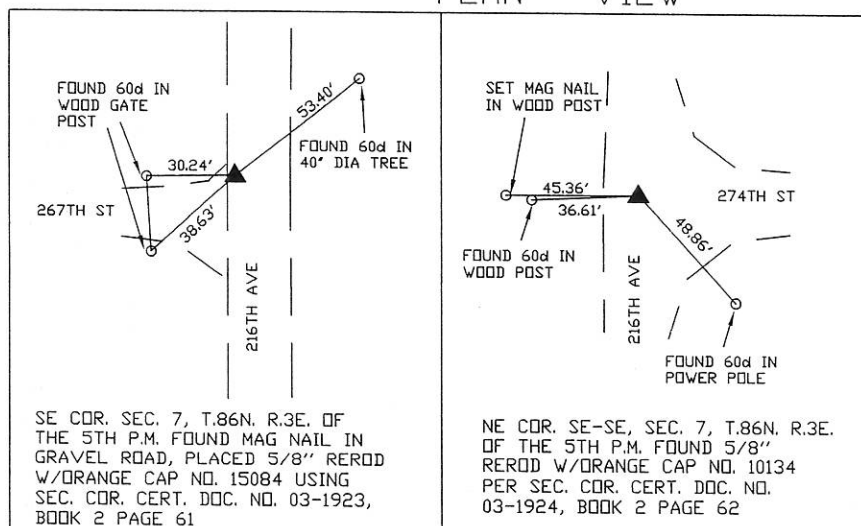 PLAN VIEW
FOUND 60d IN
WOOD GATE
POST
53.40'
30.24'
FOUND 60d IN
40" DIA TREE
267TH ST
38.63'
216TH AVE
SE COR. SEC. 7, T.86N. R.3E. OF
THE 5TH P.M. FOUND MAG NAIL IN
GRAVEL ROAD, PLACED 5/8" REROD
W/ORANGE CAP NO. 15084 USING
SEC. COR. CERT. DOC. NO. 03-1923,
BOOK 2 PAGE 61
SET MAG NAIL
IN WOOD POST
45.36'
36.61'
274TH ST
48.86'
FOUND 60d IN
WOOD POST
216TH AVE
FOUND 60d IN
POWER POLE
NE COR. SE-SE, SEC. 7, T.86N. R.3E.
OF THE 5TH P.M. FOUND 5/8"
REROD W/ORANGE CAP NO. 10134
PER SEC. COR. CERT. DOC. NO.
03-1924, BOOK 2 PAGE 62